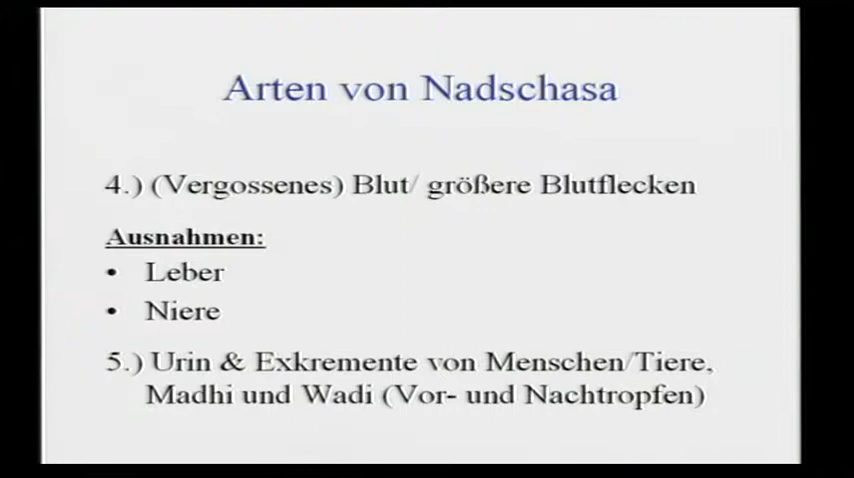 Arten von Nadschasa
4.) (Vergossenes) Blut/ größere Blutflecken
Ausnahmen:
• Leber
• Niere
5.) Urin & Exkremente von Menschen/Tiere,
Madhi und Wadi (Vor- und Nachtropfen)